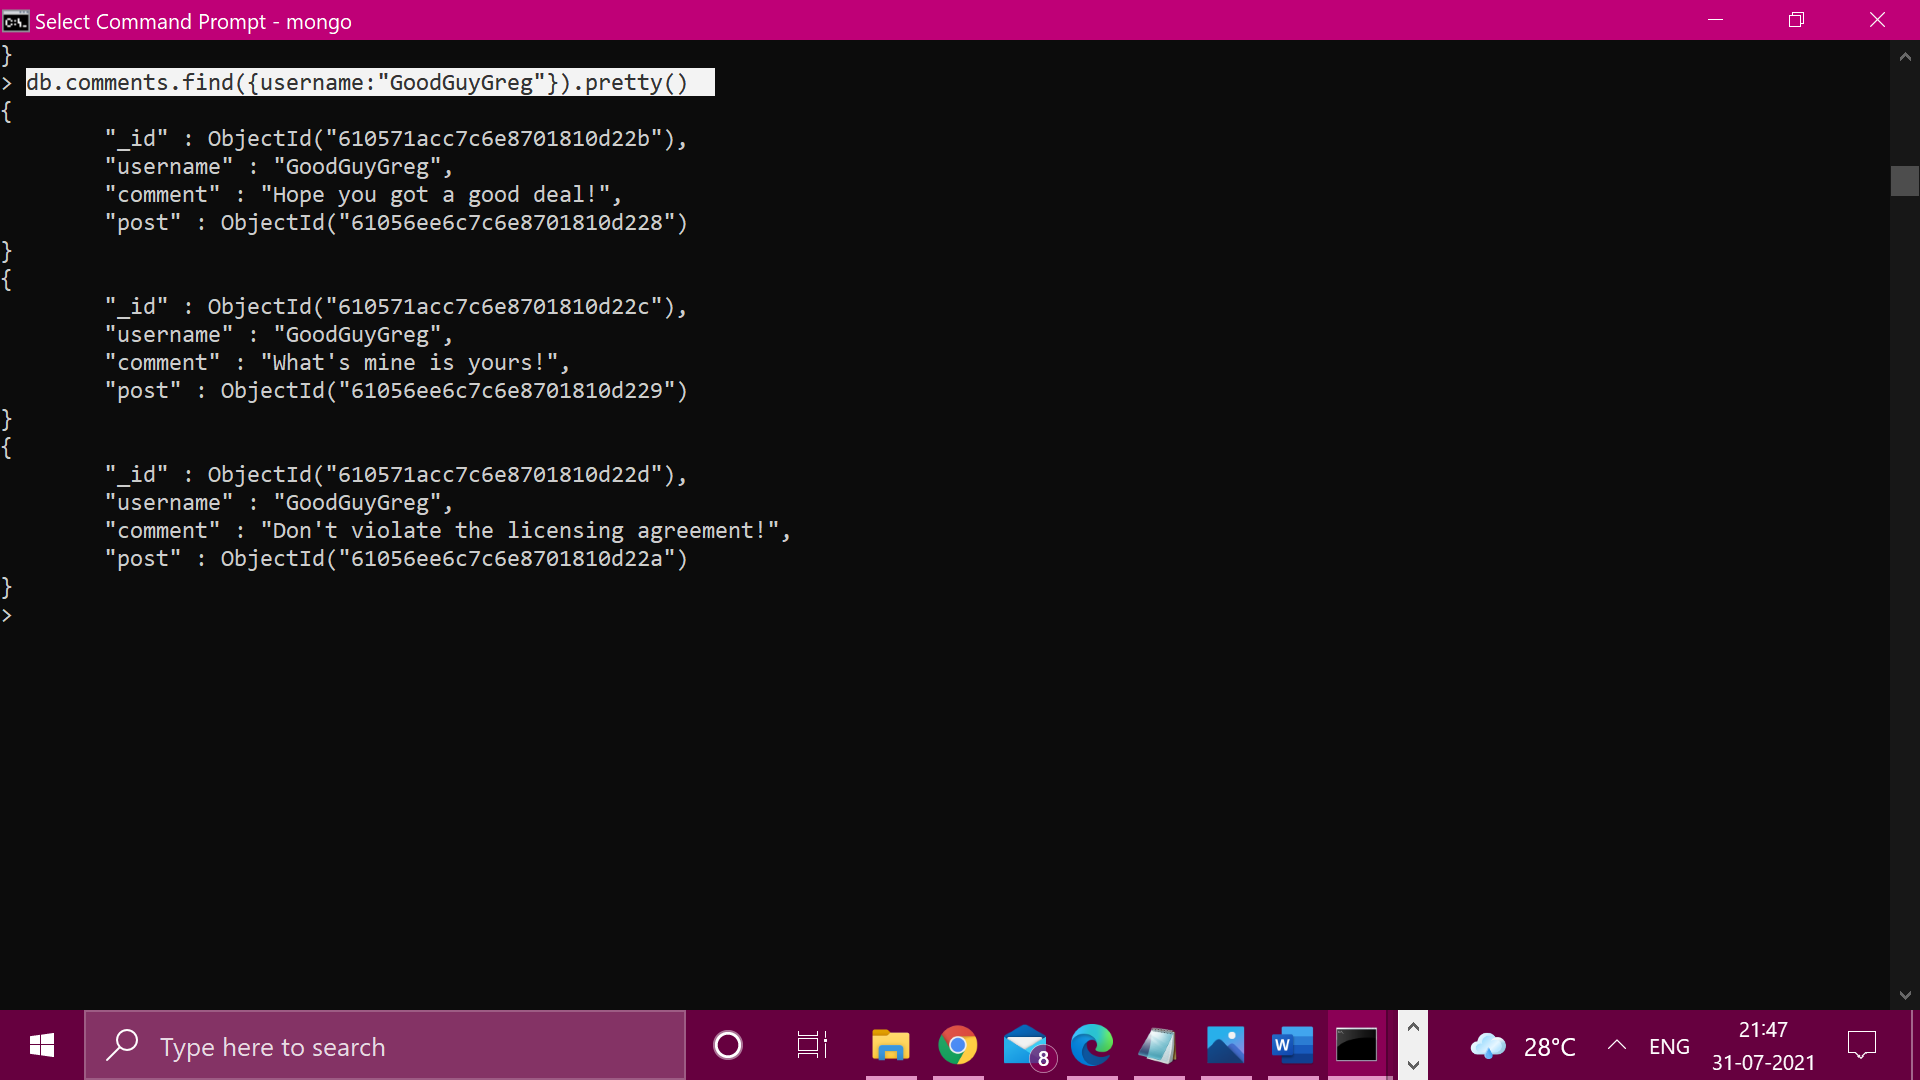 Select Command Prompt - mongo
}
> db.comments.find({username:"GoodGuyGreg"}).pretty()
{
        "_id" : ObjectId("610571acc7c6e8701810d22b"),
        "username" : "GoodGuyGreg",
        "comment" : "Hope you got a good deal!",
        "post" : ObjectId("61056ee6c7c6e8701810d228")
}
{
        "_id" : ObjectId("610571acc7c6e8701810d22c"),
        "username" : "GoodGuyGreg",
        "comment" : "What's mine is yours!",
        "post" : ObjectId("61056ee6c7c6e8701810d229")
}
{
        "_id" : ObjectId("610571acc7c6e8701810d22d"),
        "username" : "GoodGuyGreg",
        "comment" : "Don't violate the licensing agreement!",
        "post" : ObjectId("61056ee6c7c6e8701810d22a")
}
>
Type here to search
8
W
28°C
ENG
21:47
31-07-2021